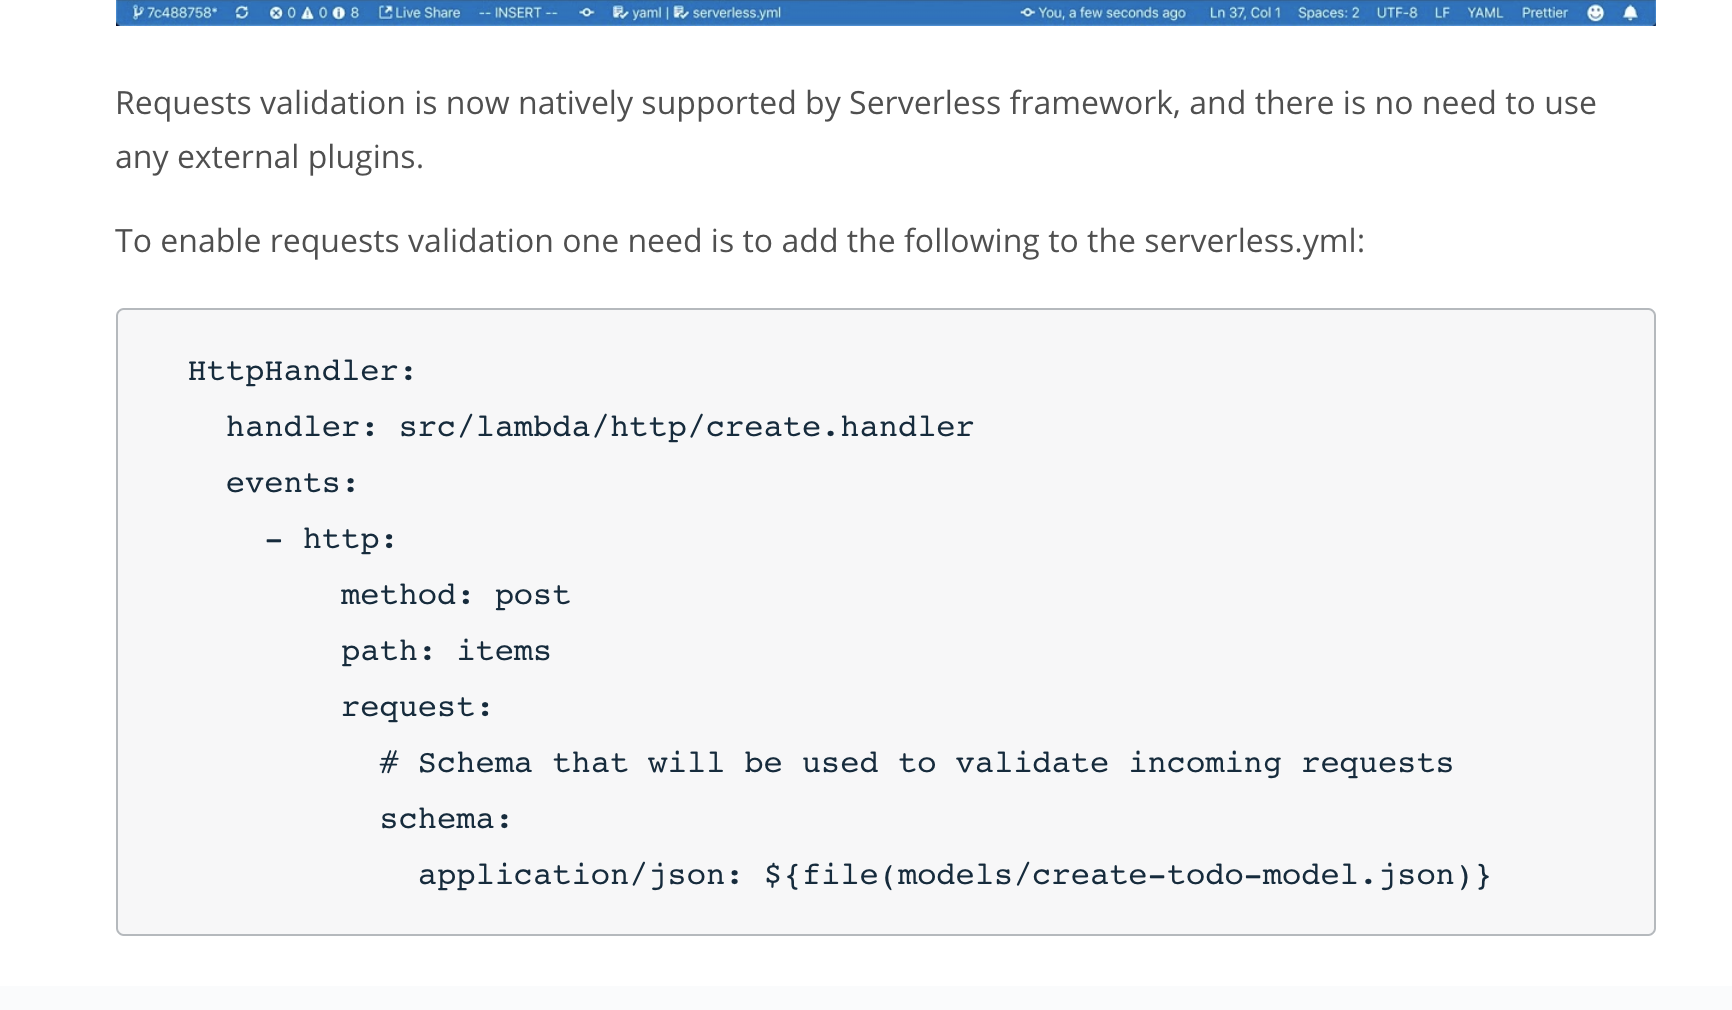 7c488758* 0 0 8 Live Share -- INSERT -- yaml | serverless.yml You, a few seconds ago Ln 37, Col 1 Spaces: 2 UTF-8 LF YAML Prettier
Requests validation is now natively supported by Serverless framework, and there is no need to use
any external plugins.
To enable requests validation one need is to add the following to the serverless.yml:
HttpHandler:
  handler: src/lambda/http/create.handler
  events:
    - http:
        method: post
        path: items
        request:
          # Schema that will be used to validate incoming requests
          schema:
            application/json: ${file(models/create-todo-model.json)}